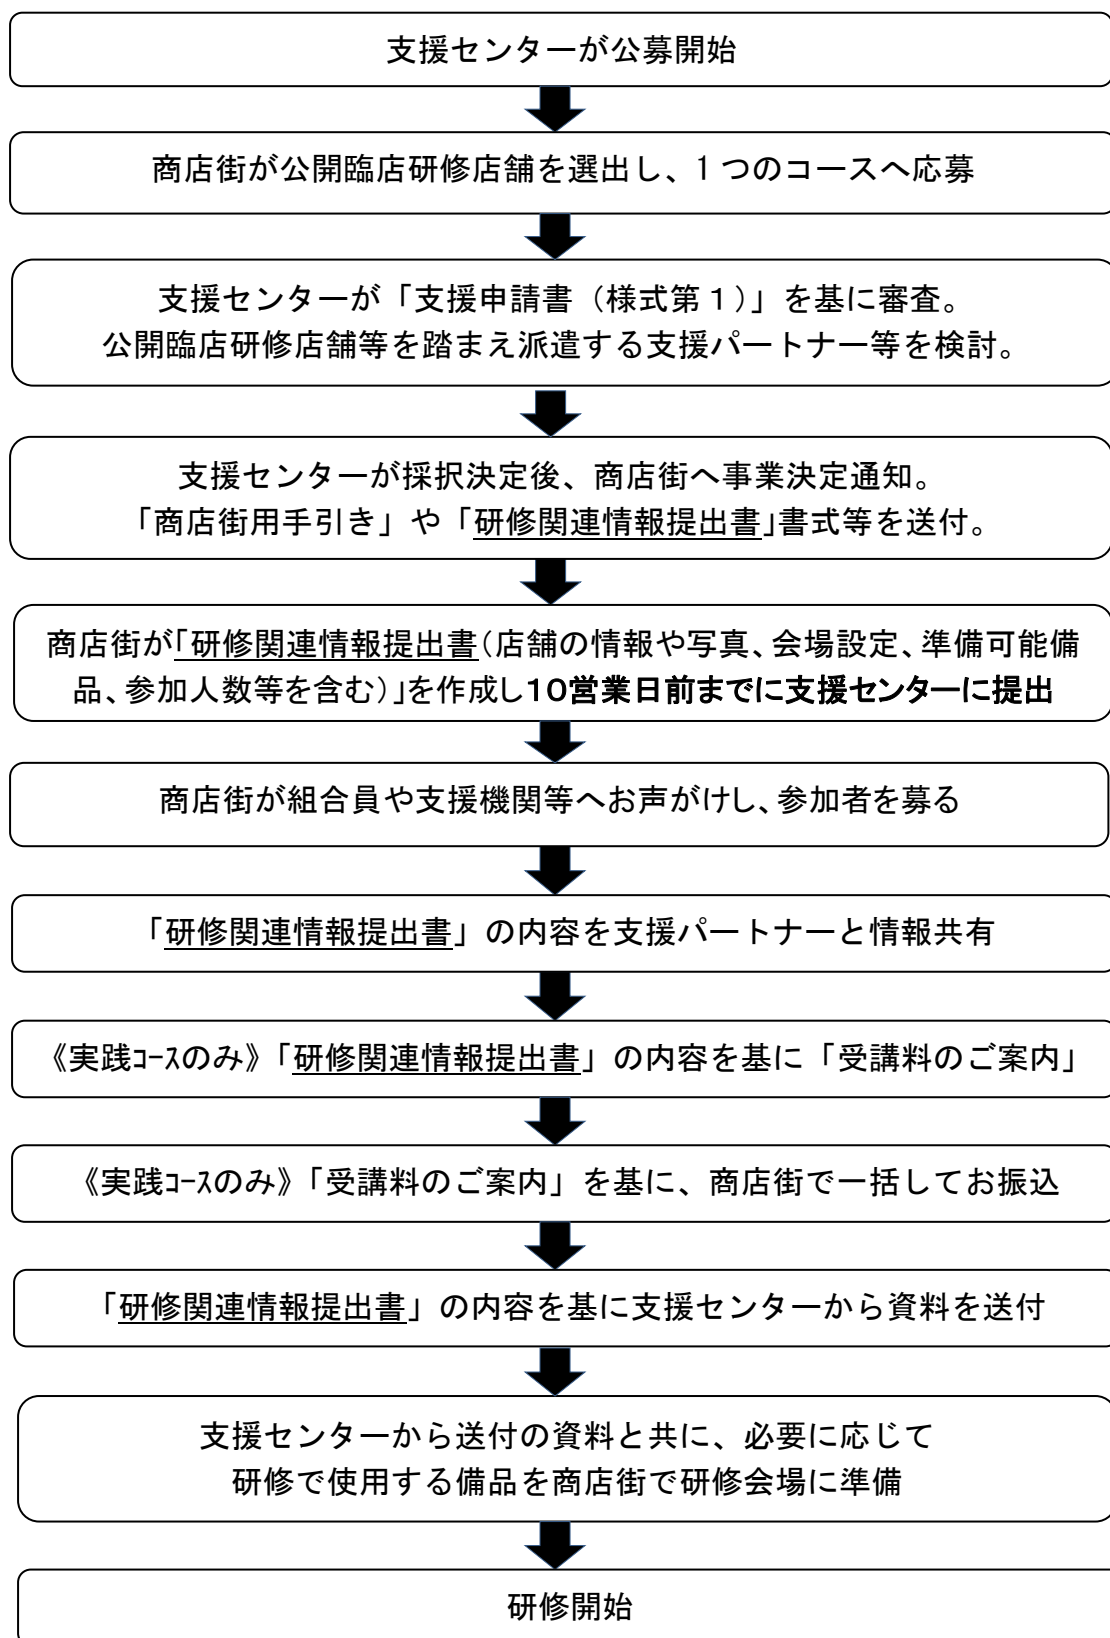 支援センターが公募開始
商店街が公開臨店研修店舗を選出し、１つのコースへ応募
支援センターが「支援申請書（様式第１）」を基に審査。
公開臨店研修店舗等を踏まえ派遣する支援パートナー等を検討。
支援センターが採択決定後、商店街へ事業決定通知。
「商店街用手引き」や「研修関連情報提出書」書式等を送付。
商店街が「研修関連情報提出書（店舗の情報や写真、会場設定、準備可能備
品、参加人数等を含む）」を作成し１０営業日前までに支援センターに提出
商店街が組合員や支援機関等へお声がけし、参加者を募る
「研修関連情報提出書」の内容を支援パートナーと情報共有
《実践ｺｰｽのみ》「研修関連情報提出書」の内容を基に「受講料のご案内」
《実践ｺｰｽのみ》「受講料のご案内」を基に、商店街で一括してお振込
「研修関連情報提出書」の内容を基に支援センターから資料を送付
支援センターから送付の資料と共に、必要に応じて
研修で使用する備品を商店街で研修会場に準備
研修開始